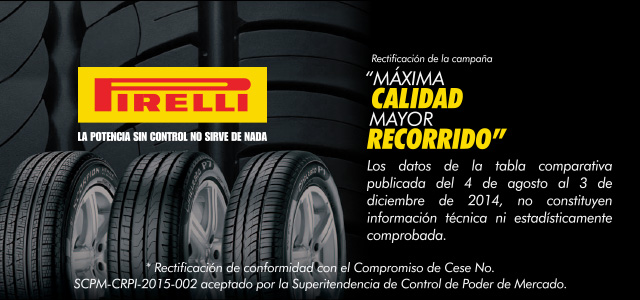 PIRELLI
LA POTENCIA SIN CONTROL NO SIRVE DE NADA
Rectificación de la campaña
“MÁXIMA
CALIDAD
MAYOR
RECORRIDO”
Los datos de la tabla comparativa
publicada del 4 de agosto al 3 de
diciembre de 2014, no constituyen
información técnica ni estadísticamente
comprobada.
* Rectificación de conformidad con el Compromiso de Cese No.
SCPM-CRPI-2015-002 aceptado por la Superitendencia de Control de Poder de Mercado.